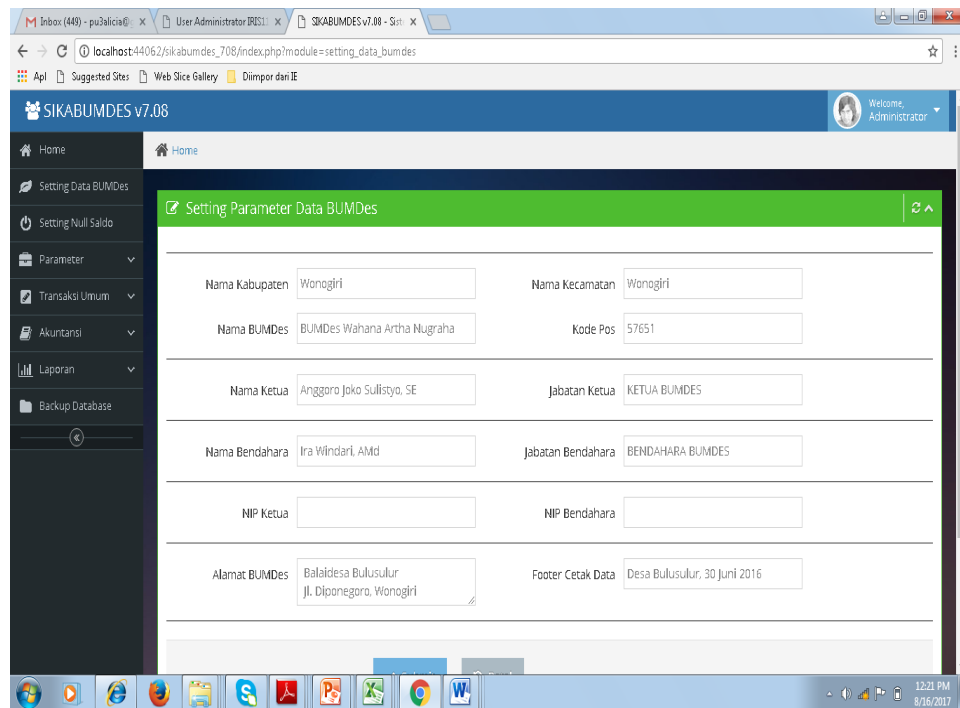 Inbox (449) - pu3alicia@
User Administrator IRIS1
SIKABUMDES v7.08 - Sist
localhost:44062/sikabumdes_708/index.php?module=setting_data_bumdes
Apl Suggested Sites Web Slice Gallery Diimpor dari IE
SIKABUMDES v7.08
Welcome,
Administrator
Home
Setting Data BUMDes
Setting Null Saldo
Parameter
Transaksi Umum
Akuntansi
Laporan
Backup Database
Home
Setting Parameter Data BUMDes
Nama Kabupaten Wonogiri Nama Kecamatan Wonogiri
Nama BUMDes BUMDes Wahana Artha Nugraha Kode Pos 57651
Nama Ketua Anggoro Joko Sulistyo, SE Jabatan Ketua KETUA BUMDES
Nama Bendahara Ira Windari, AMd Jabatan Bendahara BENDAHARA BUMDES
NIP Ketua NIP Bendahara
Alamat BUMDes Balaidesa Bulusulur
Jl. Diponegoro, Wonogiri
Footer Cetak Data Desa Bulusulur, 30 Juni 2016
12:21 PM
8/16/2017